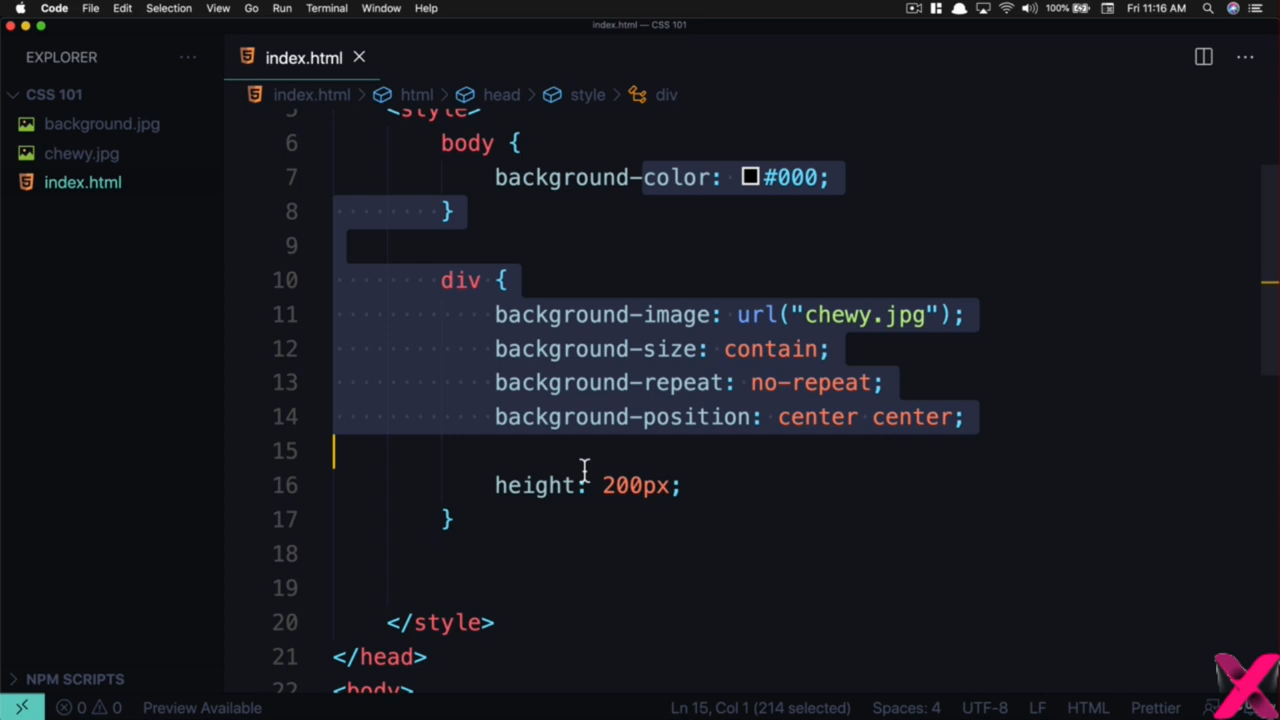 Code File Edit Selection View Go Run Terminal Window Help 100% Fri 11:16 AM
index.html — CSS 101
EXPLORER ···
index.html ×
CSS 101
index.html > html > head > style > div
background.jpg
chewy.jpg
index.html
5 <style>
6 body {
7 background-color: #000;
8 }
9
10 div {
11 background-image: url("chewy.jpg");
12 background-size: contain;
13 background-repeat: no-repeat;
14 background-position: center center;
15
16 height: 200px;
17 }
18
19
20 </style>
21 </head>
22 <body>
NPM SCRIPTS
0 0 Preview Available Ln 15, Col 1 (214 selected) Spaces: 4 UTF-8 LF HTML Prettier
X